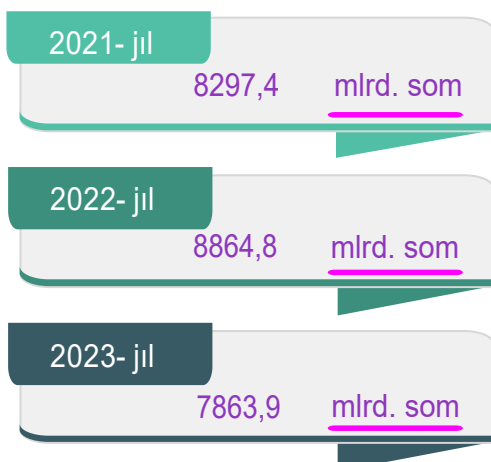 2021- jıl
8297,4 mlrd. som
2022- jıl
8864,8 mlrd. som
2023- jıl
7863,9 mlrd. som